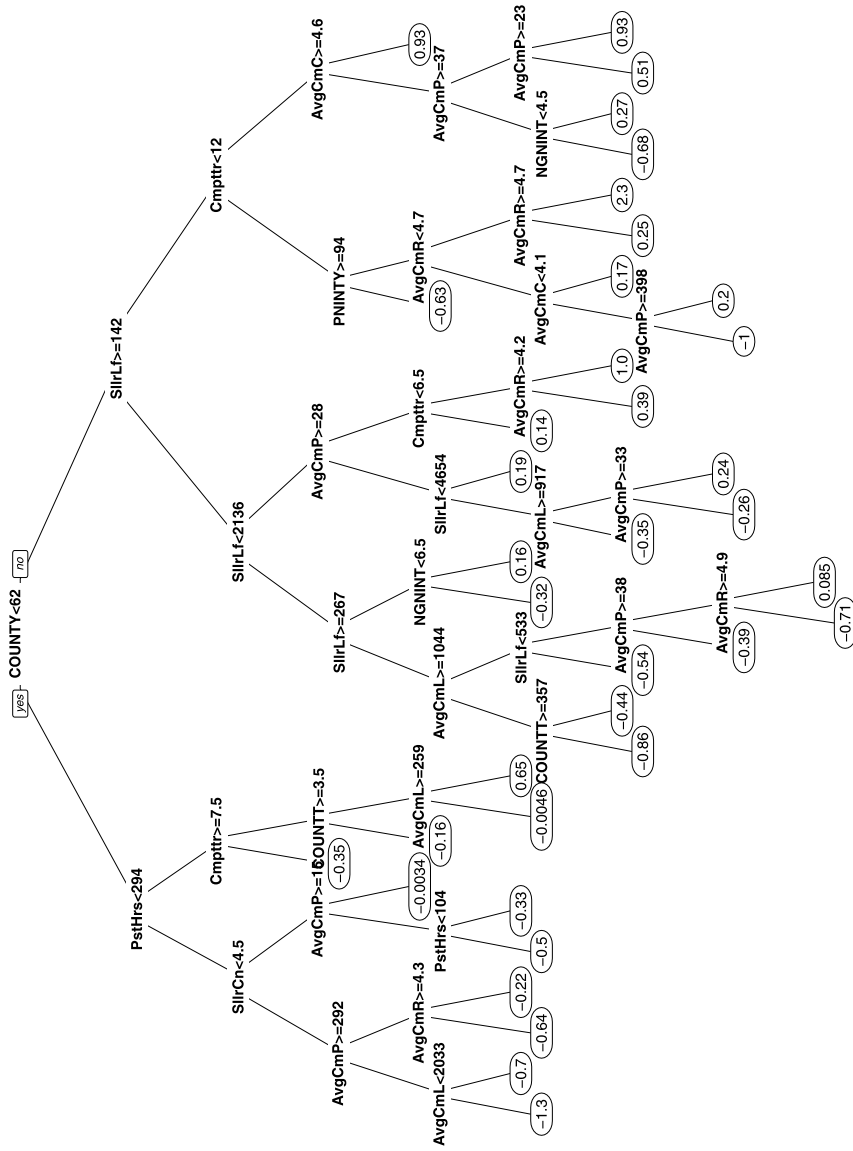 COUNTY<62
yes
no
PstHrs<294
SllrLf>=142
SllrCn<4.5
Cmpttr>=7.5
SllrLf<2136
Cmpttr<12
AvgCmP>=292
AvgCmP>=16
COUNTT>=3.5
SllrLf>=267
AvgCmP>=28
PNINTY>=94
AvgCmC>=4.6
−0.35
AvgCmL<2033
AvgCmR>=4.3
PstHrs<104
−0.0034
−0.16
AvgCmL>=259
AvgCmL>=1044
NGNINT<6.5
SllrLf<4654
Cmpttr<6.5
−0.63
AvgCmR<4.7
AvgCmP>=37
0.93
−1.3
−0.7
−0.64
−0.22
−0.5
−0.33
−0.0046
0.65
COUNTT>=357
SllrLf<533
−0.32
0.16
AvgCmL>=917
0.19
0.14
AvgCmR>=4.2
AvgCmC<4.1
AvgCmR>=4.7
NGNINT<4.5
AvgCmP>=23
−0.86
−0.44
−0.54
AvgCmP>=38
−0.35
AvgCmP>=33
0.39
1.0
AvgCmP>=398
0.17
0.25
2.3
−0.68
0.27
0.51
0.93
−0.39
AvgCmR>=4.9
−0.26
0.24
−1
0.2
−0.71
0.085